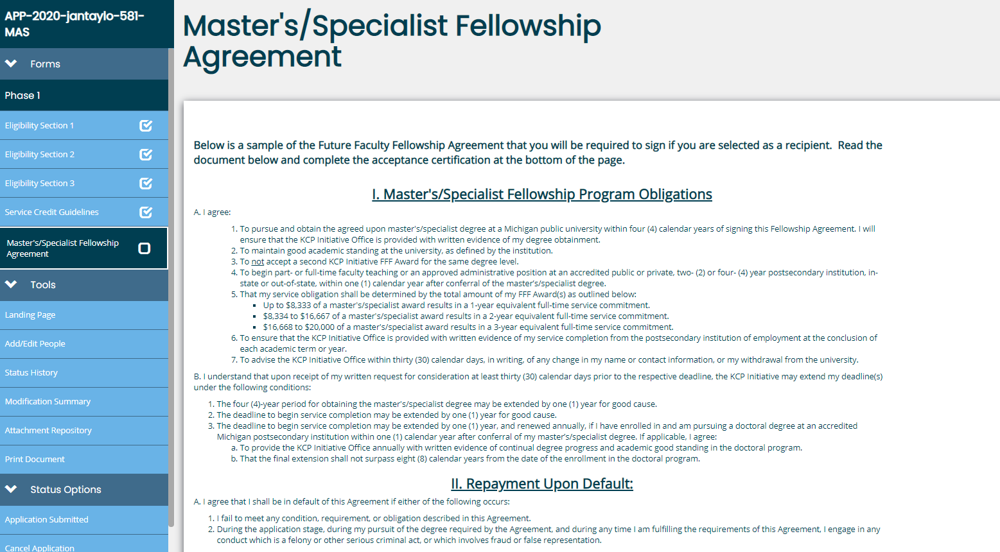 APP-2020-jantaylo-581-
MAS
Forms
Phase 1
Eligibility Section 1
Eligibility Section 2
Eligibility Section 3
Service Credit Guidelines
Master's/Specialist Fellowship
Agreement
Tools
Landing Page
Add/Edit People
Status History
Modification Summary
Attachment Repository
Print Document
Status Options
Application Submitted
Cancel Application
Master's/Specialist Fellowship
Agreement
Below is a sample of the Future Faculty Fellowship Agreement that you will be required to sign if you are selected as a recipient.  Read the
document below and complete the acceptance certification at the bottom of the page.
I. Master's/Specialist Fellowship Program Obligations
A. I agree:
1. To pursue and obtain the agreed upon master's/specialist degree at a Michigan public university within four (4) calendar years of signing this Fellowship Agreement. I will
ensure that the KCP Initiative Office is provided with written evidence of my degree obtainment.
2. To maintain good academic standing at the university, as defined by the institution.
3. To not accept a second KCP Initiative FFF Award for the same degree level.
4. To begin part- or full-time faculty teaching or an approved administrative position at an accredited public or private, two- (2) or four- (4) year postsecondary institution, in-
state or out-of-state, within one (1) calendar year after conferral of the master's/specialist degree.
5. That my service obligation shall be determined by the total amount of my FFF Award(s) as outlined below:
▪ Up to $8,333 of a master's/specialist award results in a 1-year equivalent full-time service commitment.
▪ $8,334 to $16,667 of a master's/specialist award results in a 2-year equivalent full-time service commitment.
▪ $16,668 to $20,000 of a master's/specialist award results in a 3-year equivalent full-time service commitment.
6. To ensure that the KCP Initiative Office is provided with written evidence of my service completion from the postsecondary institution of employment at the conclusion of
each academic term or year.
7. To advise the KCP Initiative Office within thirty (30) calendar days, in writing, of any change in my name or contact information, or my withdrawal from the university.
B. I understand that upon receipt of my written request for consideration at least thirty (30) calendar days prior to the respective deadline, the KCP Initiative may extend my deadline(s)
under the following conditions:
1. The four (4)-year period for obtaining the master's/specialist degree may be extended by one (1) year for good cause.
2. The deadline to begin service completion may be extended by one (1) year for good cause.
3. The deadline to begin service completion may be extended by one (1) year, and renewed annually, if I have enrolled in and am pursuing a doctoral degree at an accredited
Michigan postsecondary institution within one (1) calendar year after conferral of my master's/specialist degree. If applicable, I agree:
a. To provide the KCP Initiative Office annually with written evidence of continual degree progress and academic good standing in the doctoral program.
b. That the final extension shall not surpass eight (8) calendar years from the date of the enrollment in the doctoral program.
II. Repayment Upon Default:
A. I agree that I shall be in default of this Agreement if either of the following occurs:
1. I fail to meet any condition, requirement, or obligation described in this Agreement.
2. During the application stage, during my pursuit of the degree required by the Agreement, and during any time I am fulfilling the requirements of this Agreement, I engage in any
conduct which is a felony or other serious criminal act, or which involves fraud or false representation.